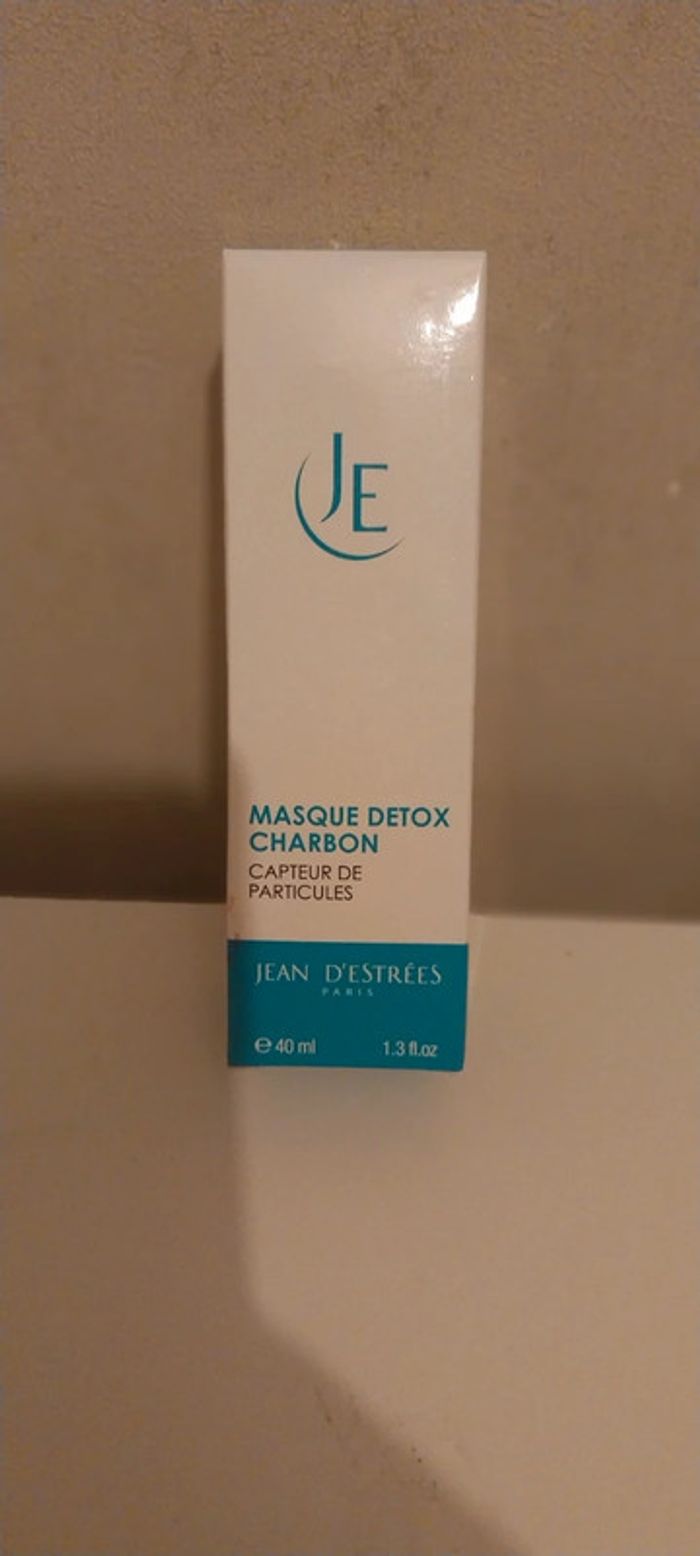 JE
MASQUE DETOX
CHARBON
CAPTEUR DE
PARTICULES
JEAN D'ESTRÉES
PARIS
℮ 40 ml 1.3 fl.oz